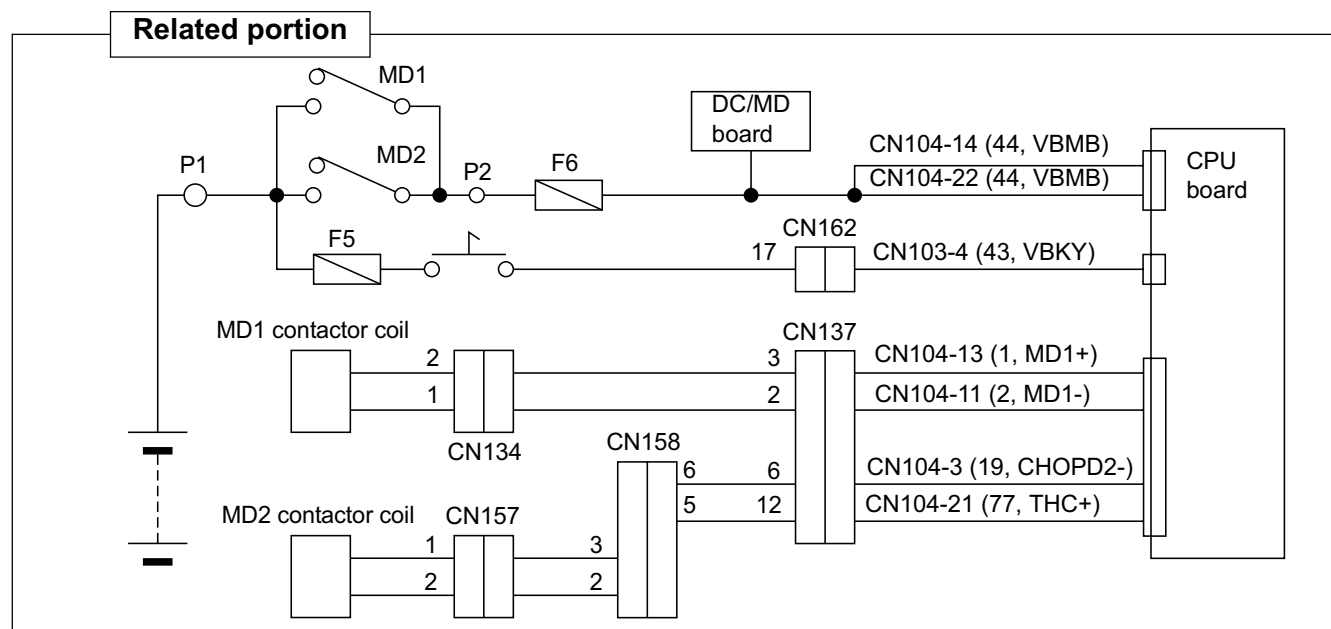 Related portion
MD1
DC/MD
board
CN104-14 (44, VBMB)
CPU
board
MD2
P1
P2
F6
CN104-22 (44, VBMB)
F5
17
CN162
CN103-4 (43, VBKY)
MD1 contactor coil
CN137
2
3
CN104-13 (1, MD1+)
1
2
CN104-11 (2, MD1-)
CN134
CN158
6
6
CN104-3 (19, CHOPD2-)
5
12
CN104-21 (77, THC+)
MD2 contactor coil
CN157
1
3
2
2